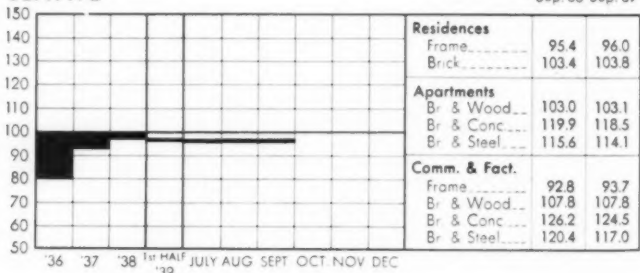 150
140
130
120
110
100
90
80
70
60
50
'36 '37 '38 1st HALF '39 JULY AUG SEPT OCT NOV DEC
Residences
Frame 95.4 96.0
Brick 103.4 103.8
Apartments
Br. & Wood 103.0 103.1
Br. & Conc. 119.9 118.5
Br. & Steel 115.6 114.1
Comm. & Fact.
Frame 92.8 93.7
Br. & Wood 107.8 107.8
Br. & Conc. 126.2 124.5
Br. & Steel 120.4 117.0